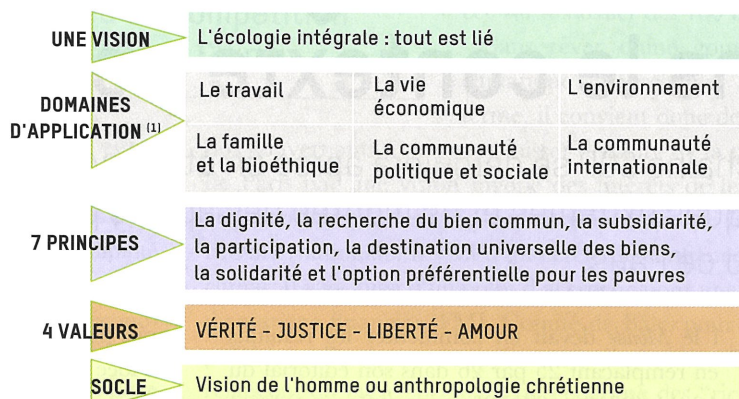 UNE VISION
L'écologie intégrale : tout est lié
DOMAINES
D'APPLICATION (1)
Le travail
La vie
économique
L'environnement
La famille
et la bioéthique
La communauté
politique et sociale
La communauté
internationale
7 PRINCIPES
La dignité, la recherche du bien commun, la subsidiarité,
la participation, la destination universelle des biens,
la solidarité et l'option préférentielle pour les pauvres
4 VALEURS
VÉRITÉ - JUSTICE - LIBERTÉ - AMOUR
SOCLE
Vision de l'homme ou anthropologie chrétienne